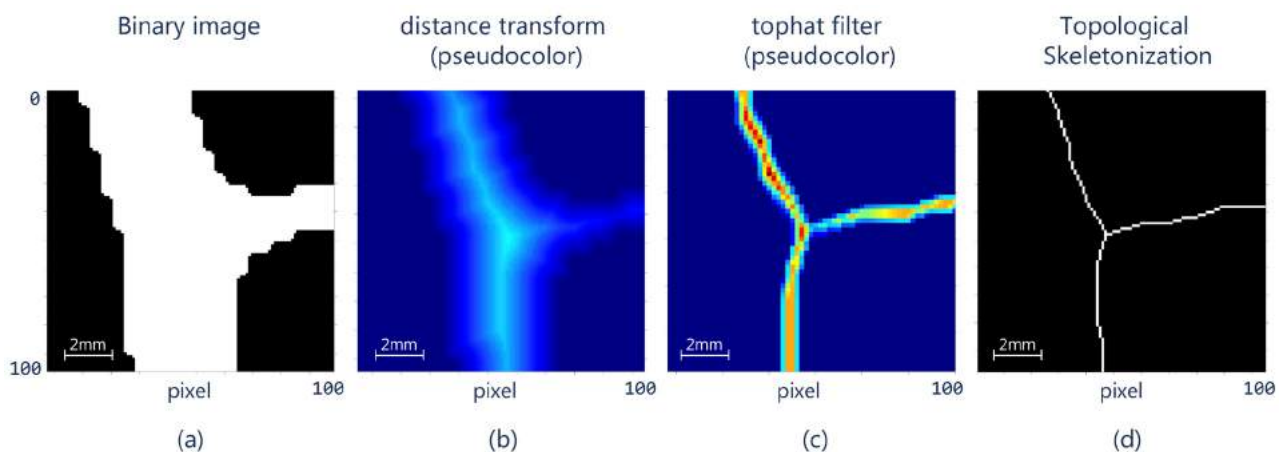 Binary image
distance transform
(pseudocolor)
tophat filter
(pseudocolor)
Topological
Skeletonization
0
100
2mm
2mm
2mm
2mm
pixel
100
pixel
100
pixel
100
pixel
100
(a)
(b)
(c)
(d)